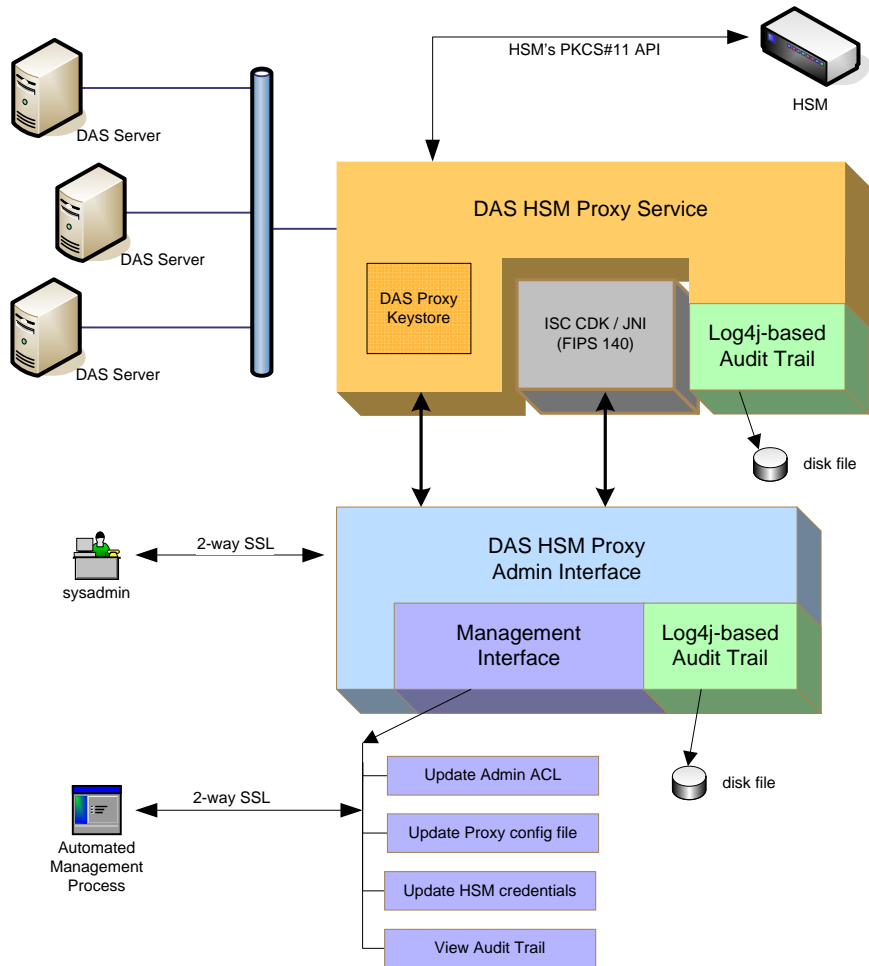 HSM's PKCS#11 API
HSM
DAS Server
DAS Server
DAS Server
DAS HSM Proxy Service
DAS Proxy
Keystore
ISC CDK / JNI
(FIPS 140)
Log4j-based
Audit Trail
disk file
2-way SSL
sysadmin
DAS HSM Proxy
Admin Interface
Management
Interface
Log4j-based
Audit Trail
disk file
2-way SSL
Automated
Management
Process
Update Admin ACL
Update Proxy config file
Update HSM credentials
View Audit Trail